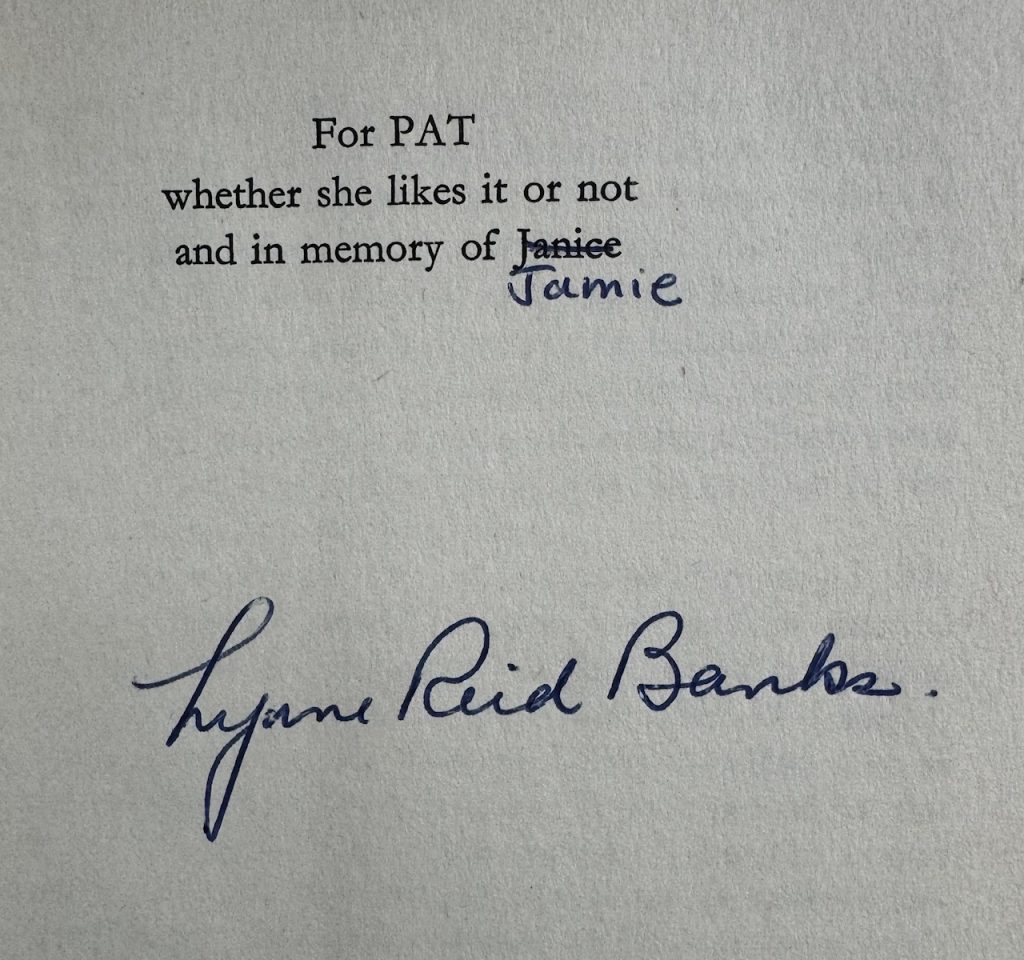 For PAT
whether she likes it or not
and in memory of Janice
Jamie
Lynne Reid Banks.